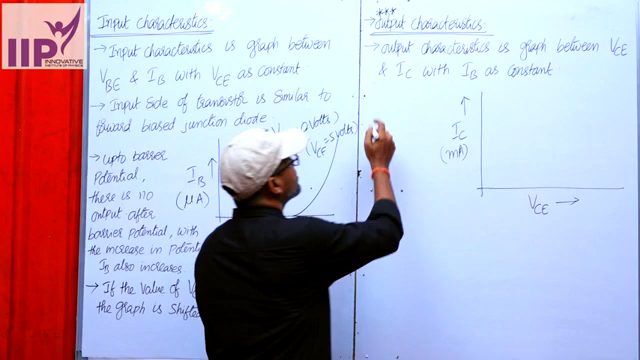 IIP
INNOVATIVE
INSTITUTE OF PHYSICS
Input characteristics:
→ Input characteristics is graph between
V_BE & I_B with V_CE as constant
→ Input side of transistor is similar to
forward biased junction diode
→ upto barrier
Potential,
there is no
output after
barrier potential, with
the increase in Potential
I_B also increases
→ If the value of
the graph is shifted
0 Volts)
(V_CE = 5 Volts)
I_B ↑
(μA)
***
→ output characteristics:
→ output characteristics is graph between V_CE
& I_C with I_B as constant
↑
I_C
(mA)
V_CE →